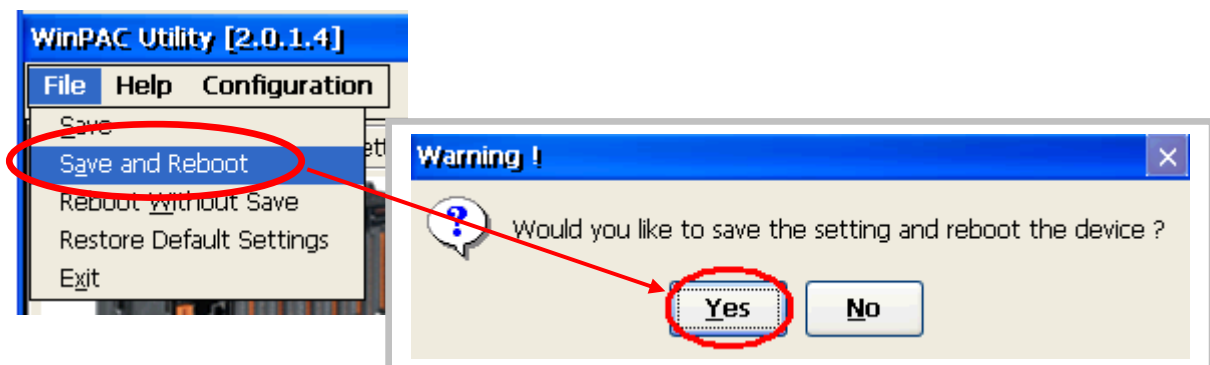 WinPAC Utility [2.0.1.4]
File Help Configuration
Save
Save and Reboot
Reboot Without Save
Restore Default Settings
Exit
Warning !
Would you like to save the setting and reboot the device ?
Yes No